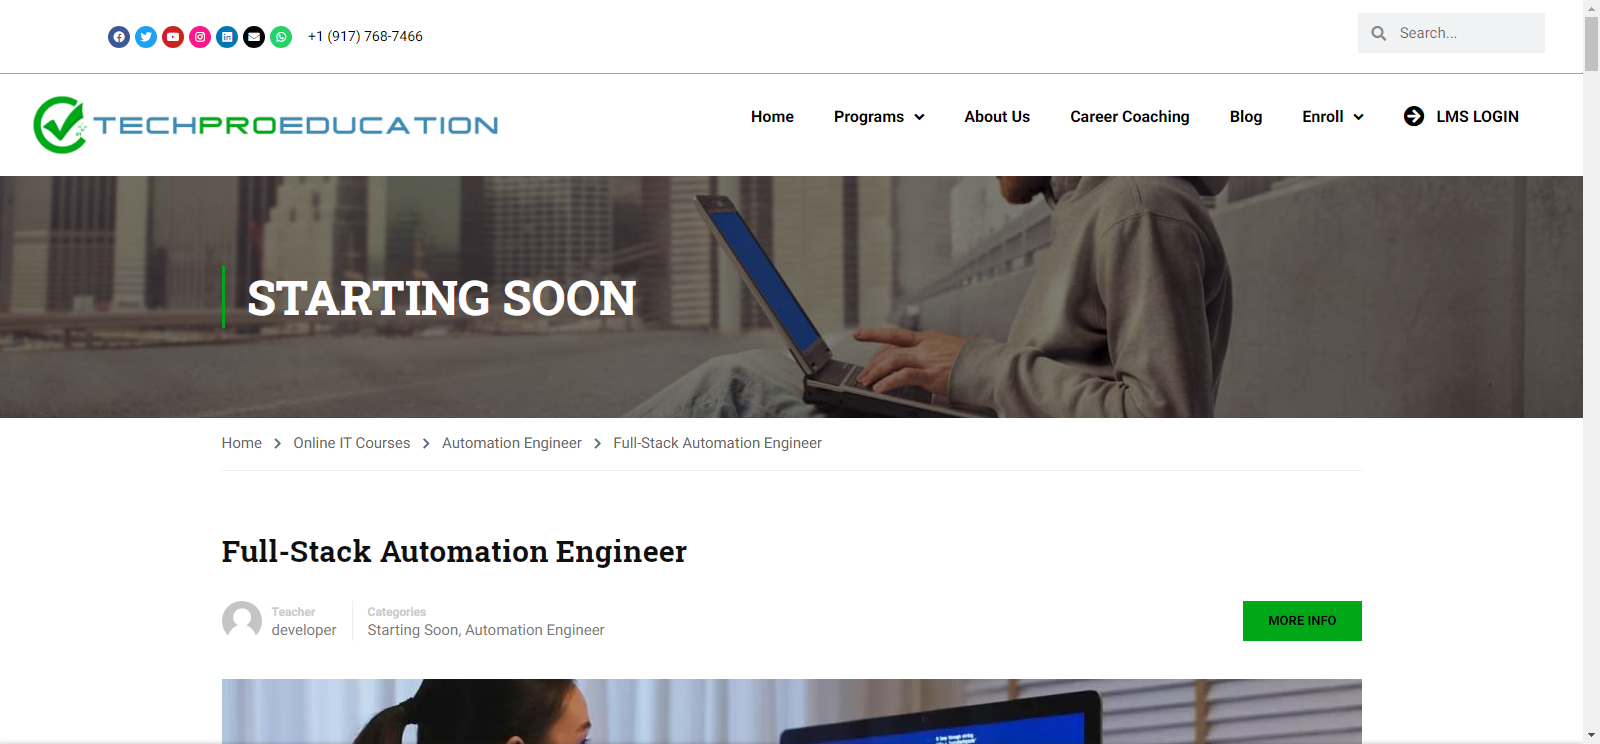 +1 (917) 768-7466
Search...
TECHPROEDUCATION
Home
Programs
About Us
Career Coaching
Blog
Enroll
LMS LOGIN
STARTING SOON
Home
Online IT Courses
Automation Engineer
Full-Stack Automation Engineer
Full-Stack Automation Engineer
Teacher
developer
Categories
Starting Soon, Automation Engineer
MORE INFO